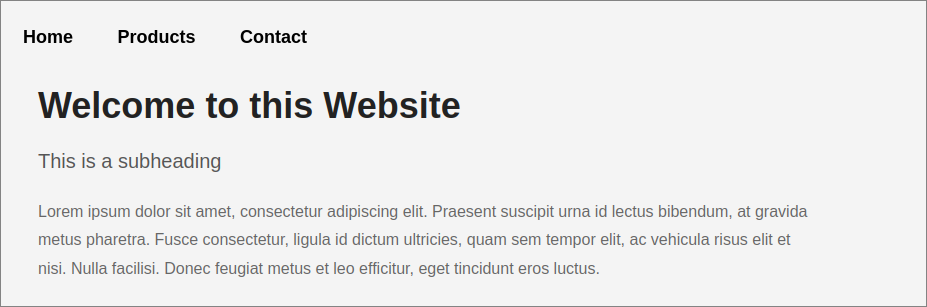 Home Products Contact
Welcome to this Website
This is a subheading
Lorem ipsum dolor sit amet, consectetur adipiscing elit. Praesent suscipit urna id lectus bibendum, at gravida
metus pharetra. Fusce consectetur, ligula id dictum ultricies, quam sem tempor elit, ac vehicula risus elit et
nisi. Nulla facilisi. Donec feugiat metus et leo efficitur, eget tincidunt eros luctus.